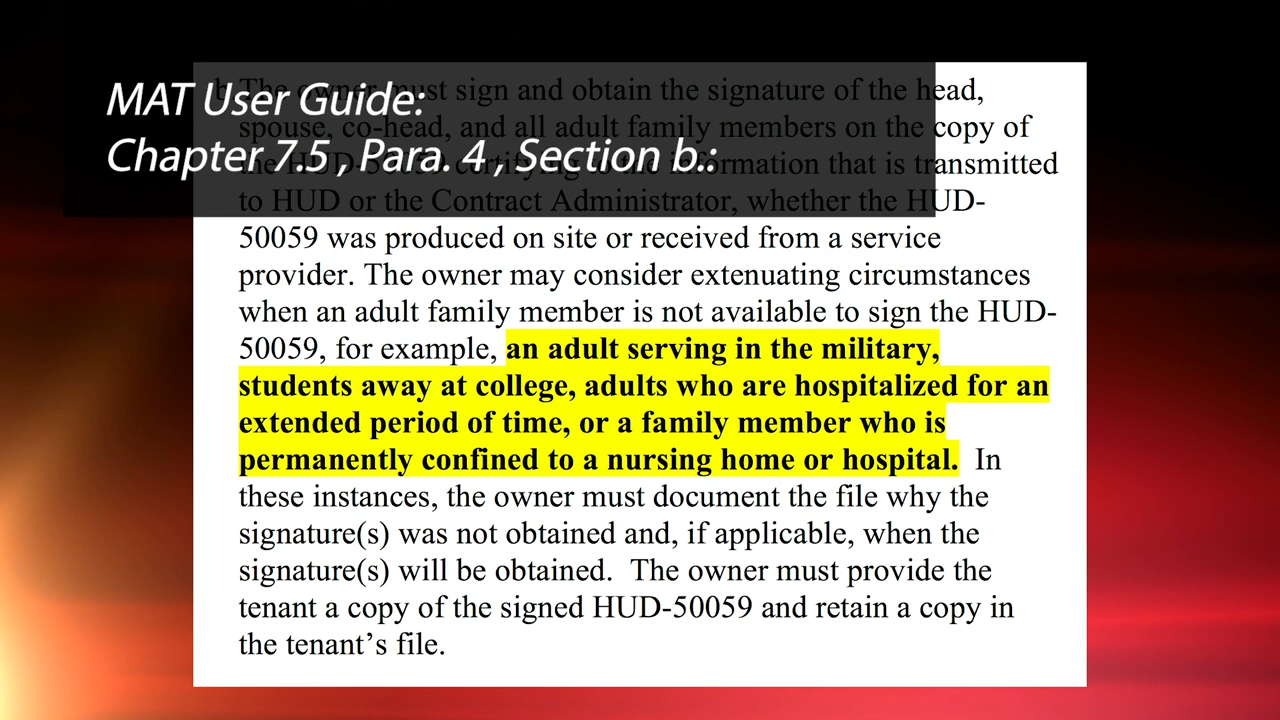 MAT User Guide:
Chapter 7.5 , Para. 4 , Section b.:
b. The owner must sign and obtain the signature of the head,
spouse, co-head, and all adult family members on the copy of
the HUD-50059 certifying to the information that is transmitted
to HUD or the Contract Administrator, whether the HUD-
50059 was produced on site or received from a service
provider. The owner may consider extenuating circumstances
when an adult family member is not available to sign the HUD-
50059, for example, an adult serving in the military,
students away at college, adults who are hospitalized for an
extended period of time, or a family member who is
permanently confined to a nursing home or hospital. In
these instances, the owner must document the file why the
signature(s) was not obtained and, if applicable, when the
signature(s) will be obtained. The owner must provide the
tenant a copy of the signed HUD-50059 and retain a copy in
the tenant’s file.